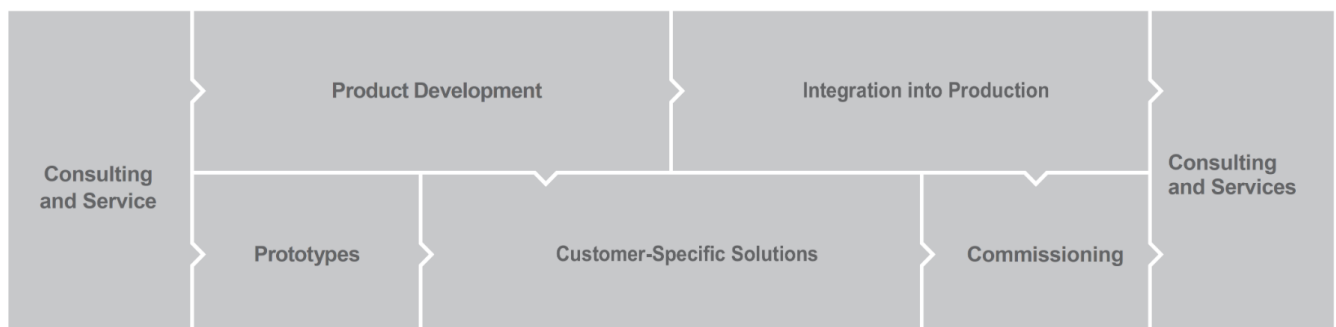 Product Development
Integration into Production
Consulting
and Service
Consulting
and Services
Prototypes
Customer-Specific Solutions
Commissioning